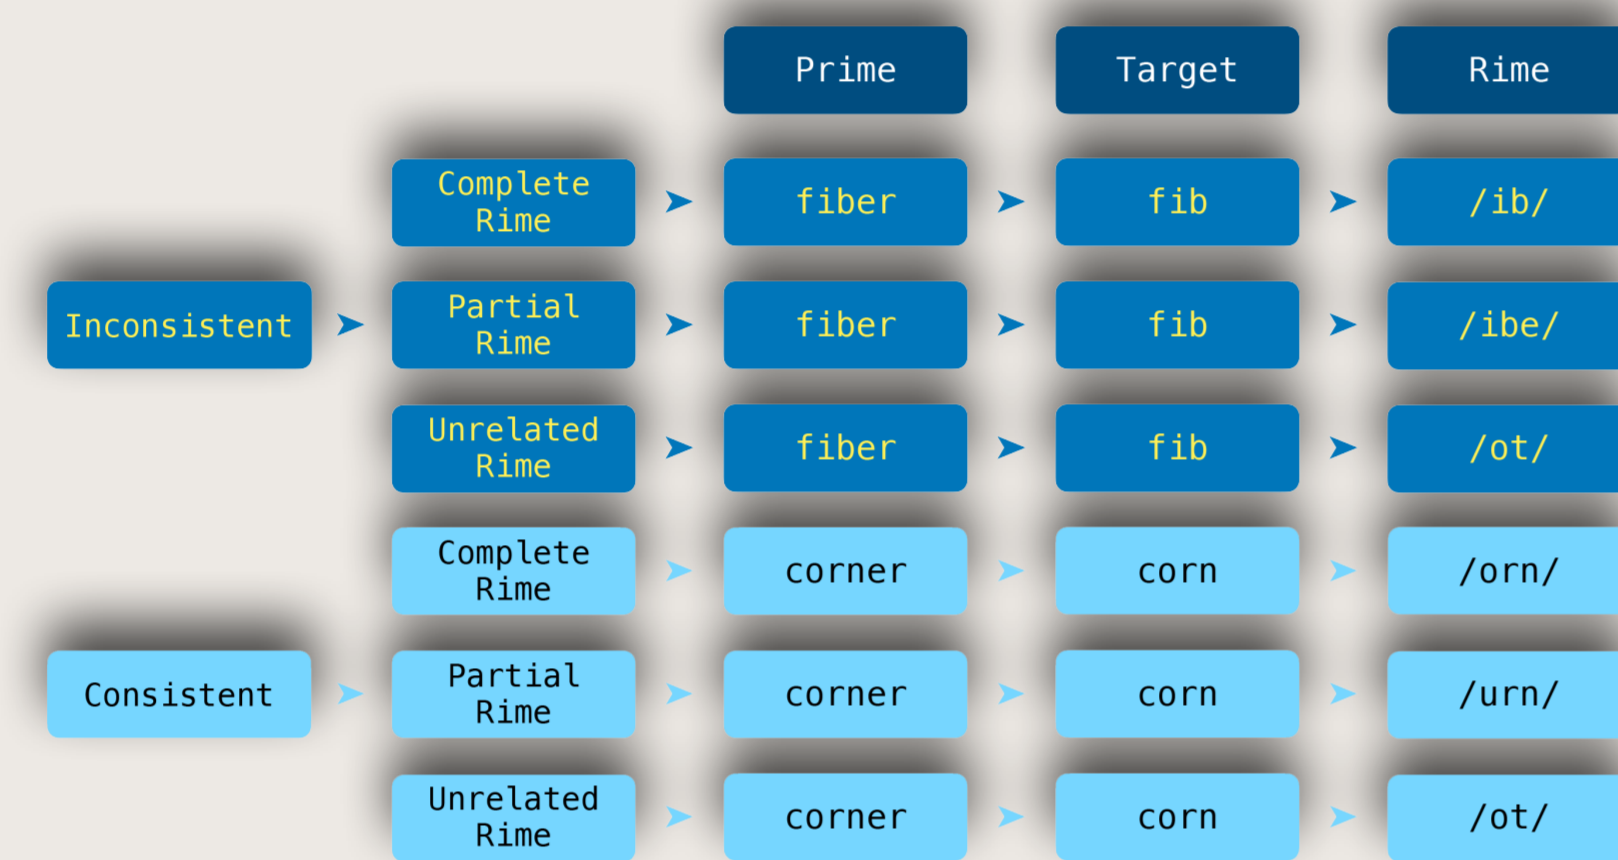 Prime
Target
Rime
Complete
Rime
fiber
fib
/ib/
Inconsistent
Partial
Rime
fiber
fib
/ibe/
Unrelated
Rime
fiber
fib
/ot/
Complete
Rime
corner
corn
/orn/
Consistent
Partial
Rime
corner
corn
/urn/
Unrelated
Rime
corner
corn
/ot/